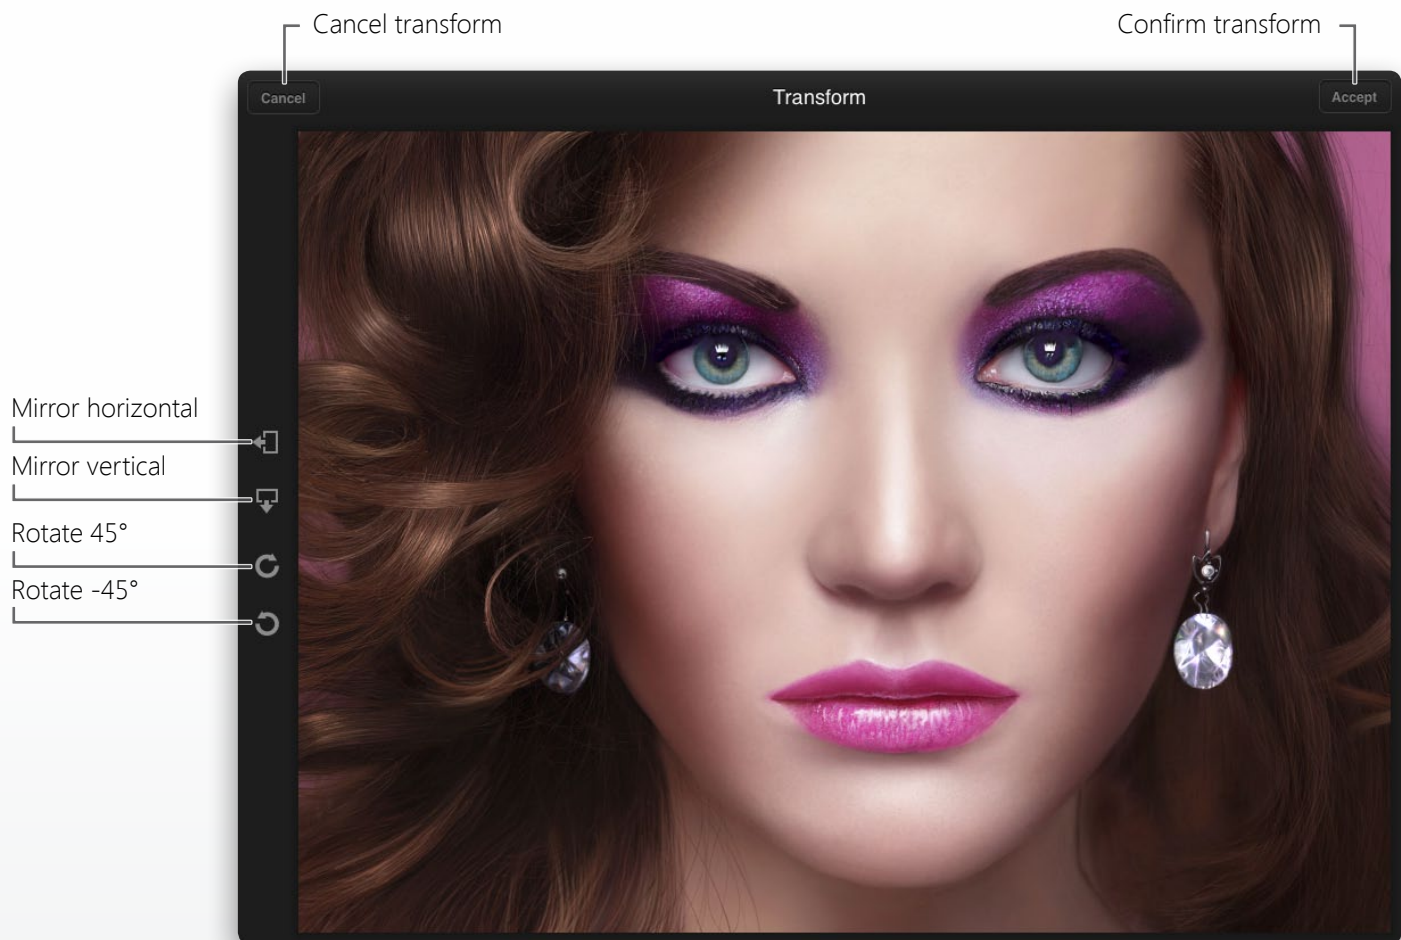 Cancel transform
Confirm transform
Cancel
Transform
Accept
Mirror horizontal
Mirror vertical
Rotate 45°
Rotate -45°